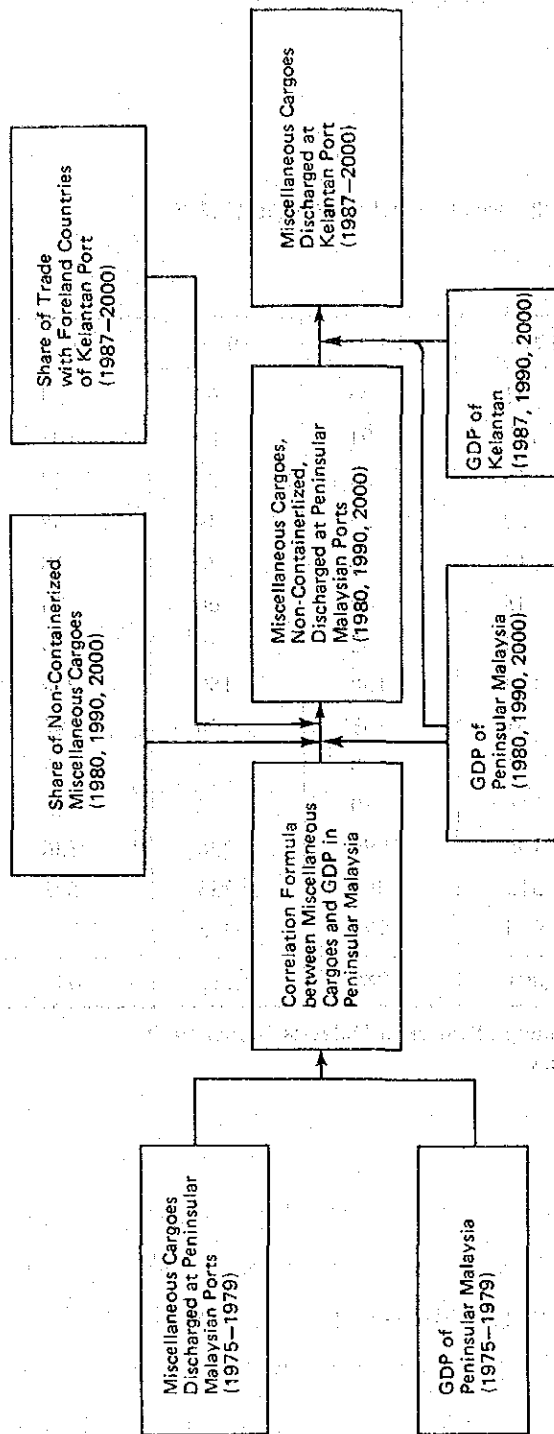 Miscellaneous Cargoes
Discharged at Peninsular
Malaysian Ports
(1975–1979)
GDP of
Peninsular Malaysia
(1975–1979)
Correlation Formula
between Miscellaneous
Cargoes and GDP in
Peninsular Malaysia
Share of Non-Containerized
Miscellaneous Cargoes
(1980, 1990, 2000)
Share of Trade
with Foreland Countries
of Kelantan Port
(1987–2000)
Miscellaneous Cargoes,
Non-Containerlized,
Discharged at Peninsular
Malaysian Ports
(1980, 1990, 2000)
GDP of
Peninsular Malaysia
(1980, 1990, 2000)
GDP of
Kelantan
(1987, 1990, 2000)
Miscellaneous Cargoes
Discharged at
Kelantan Port
(1987–2000)